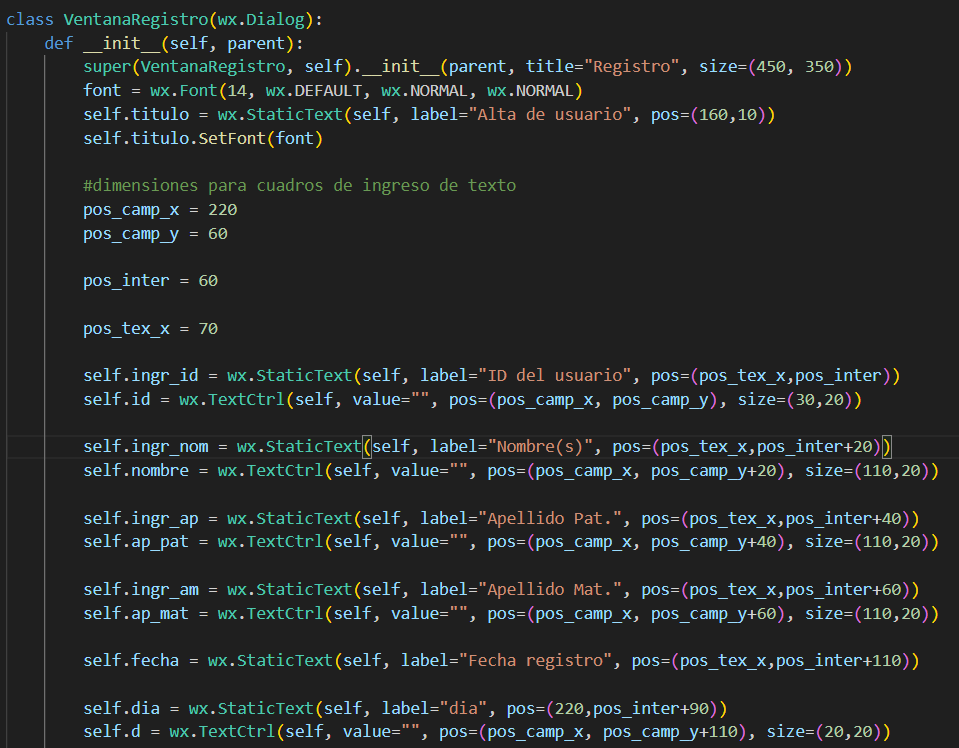 class VentanaRegistro(wx.Dialog):
    def __init__(self, parent):
        super(VentanaRegistro, self).__init__(parent, title="Registro", size=(450, 350))
        font = wx.Font(14, wx.DEFAULT, wx.NORMAL, wx.NORMAL)
        self.titulo = wx.StaticText(self, label="Alta de usuario", pos=(160,10))
        self.titulo.SetFont(font)

        #dimensiones para cuadros de ingreso de texto
        pos_camp_x = 220
        pos_camp_y = 60

        pos_inter = 60

        pos_tex_x = 70

        self.ingr_id = wx.StaticText(self, label="ID del usuario", pos=(pos_tex_x,pos_inter))
        self.id = wx.TextCtrl(self, value="", pos=(pos_camp_x, pos_camp_y), size=(30,20))

        self.ingr_nom = wx.StaticText(self, label="Nombre(s)", pos=(pos_tex_x,pos_inter+20))
        self.nombre = wx.TextCtrl(self, value="", pos=(pos_camp_x, pos_camp_y+20), size=(110,20))

        self.ingr_ap = wx.StaticText(self, label="Apellido Pat.", pos=(pos_tex_x,pos_inter+40))
        self.ap_pat = wx.TextCtrl(self, value="", pos=(pos_camp_x, pos_camp_y+40), size=(110,20))

        self.ingr_am = wx.StaticText(self, label="Apellido Mat.", pos=(pos_tex_x,pos_inter+60))
        self.ap_mat = wx.TextCtrl(self, value="", pos=(pos_camp_x, pos_camp_y+60), size=(110,20))

        self.fecha = wx.StaticText(self, label="Fecha registro", pos=(pos_tex_x,pos_inter+110))

        self.dia = wx.StaticText(self, label="dia", pos=(220,pos_inter+90))
        self.d = wx.TextCtrl(self, value="", pos=(pos_camp_x, pos_camp_y+110), size=(20,20))